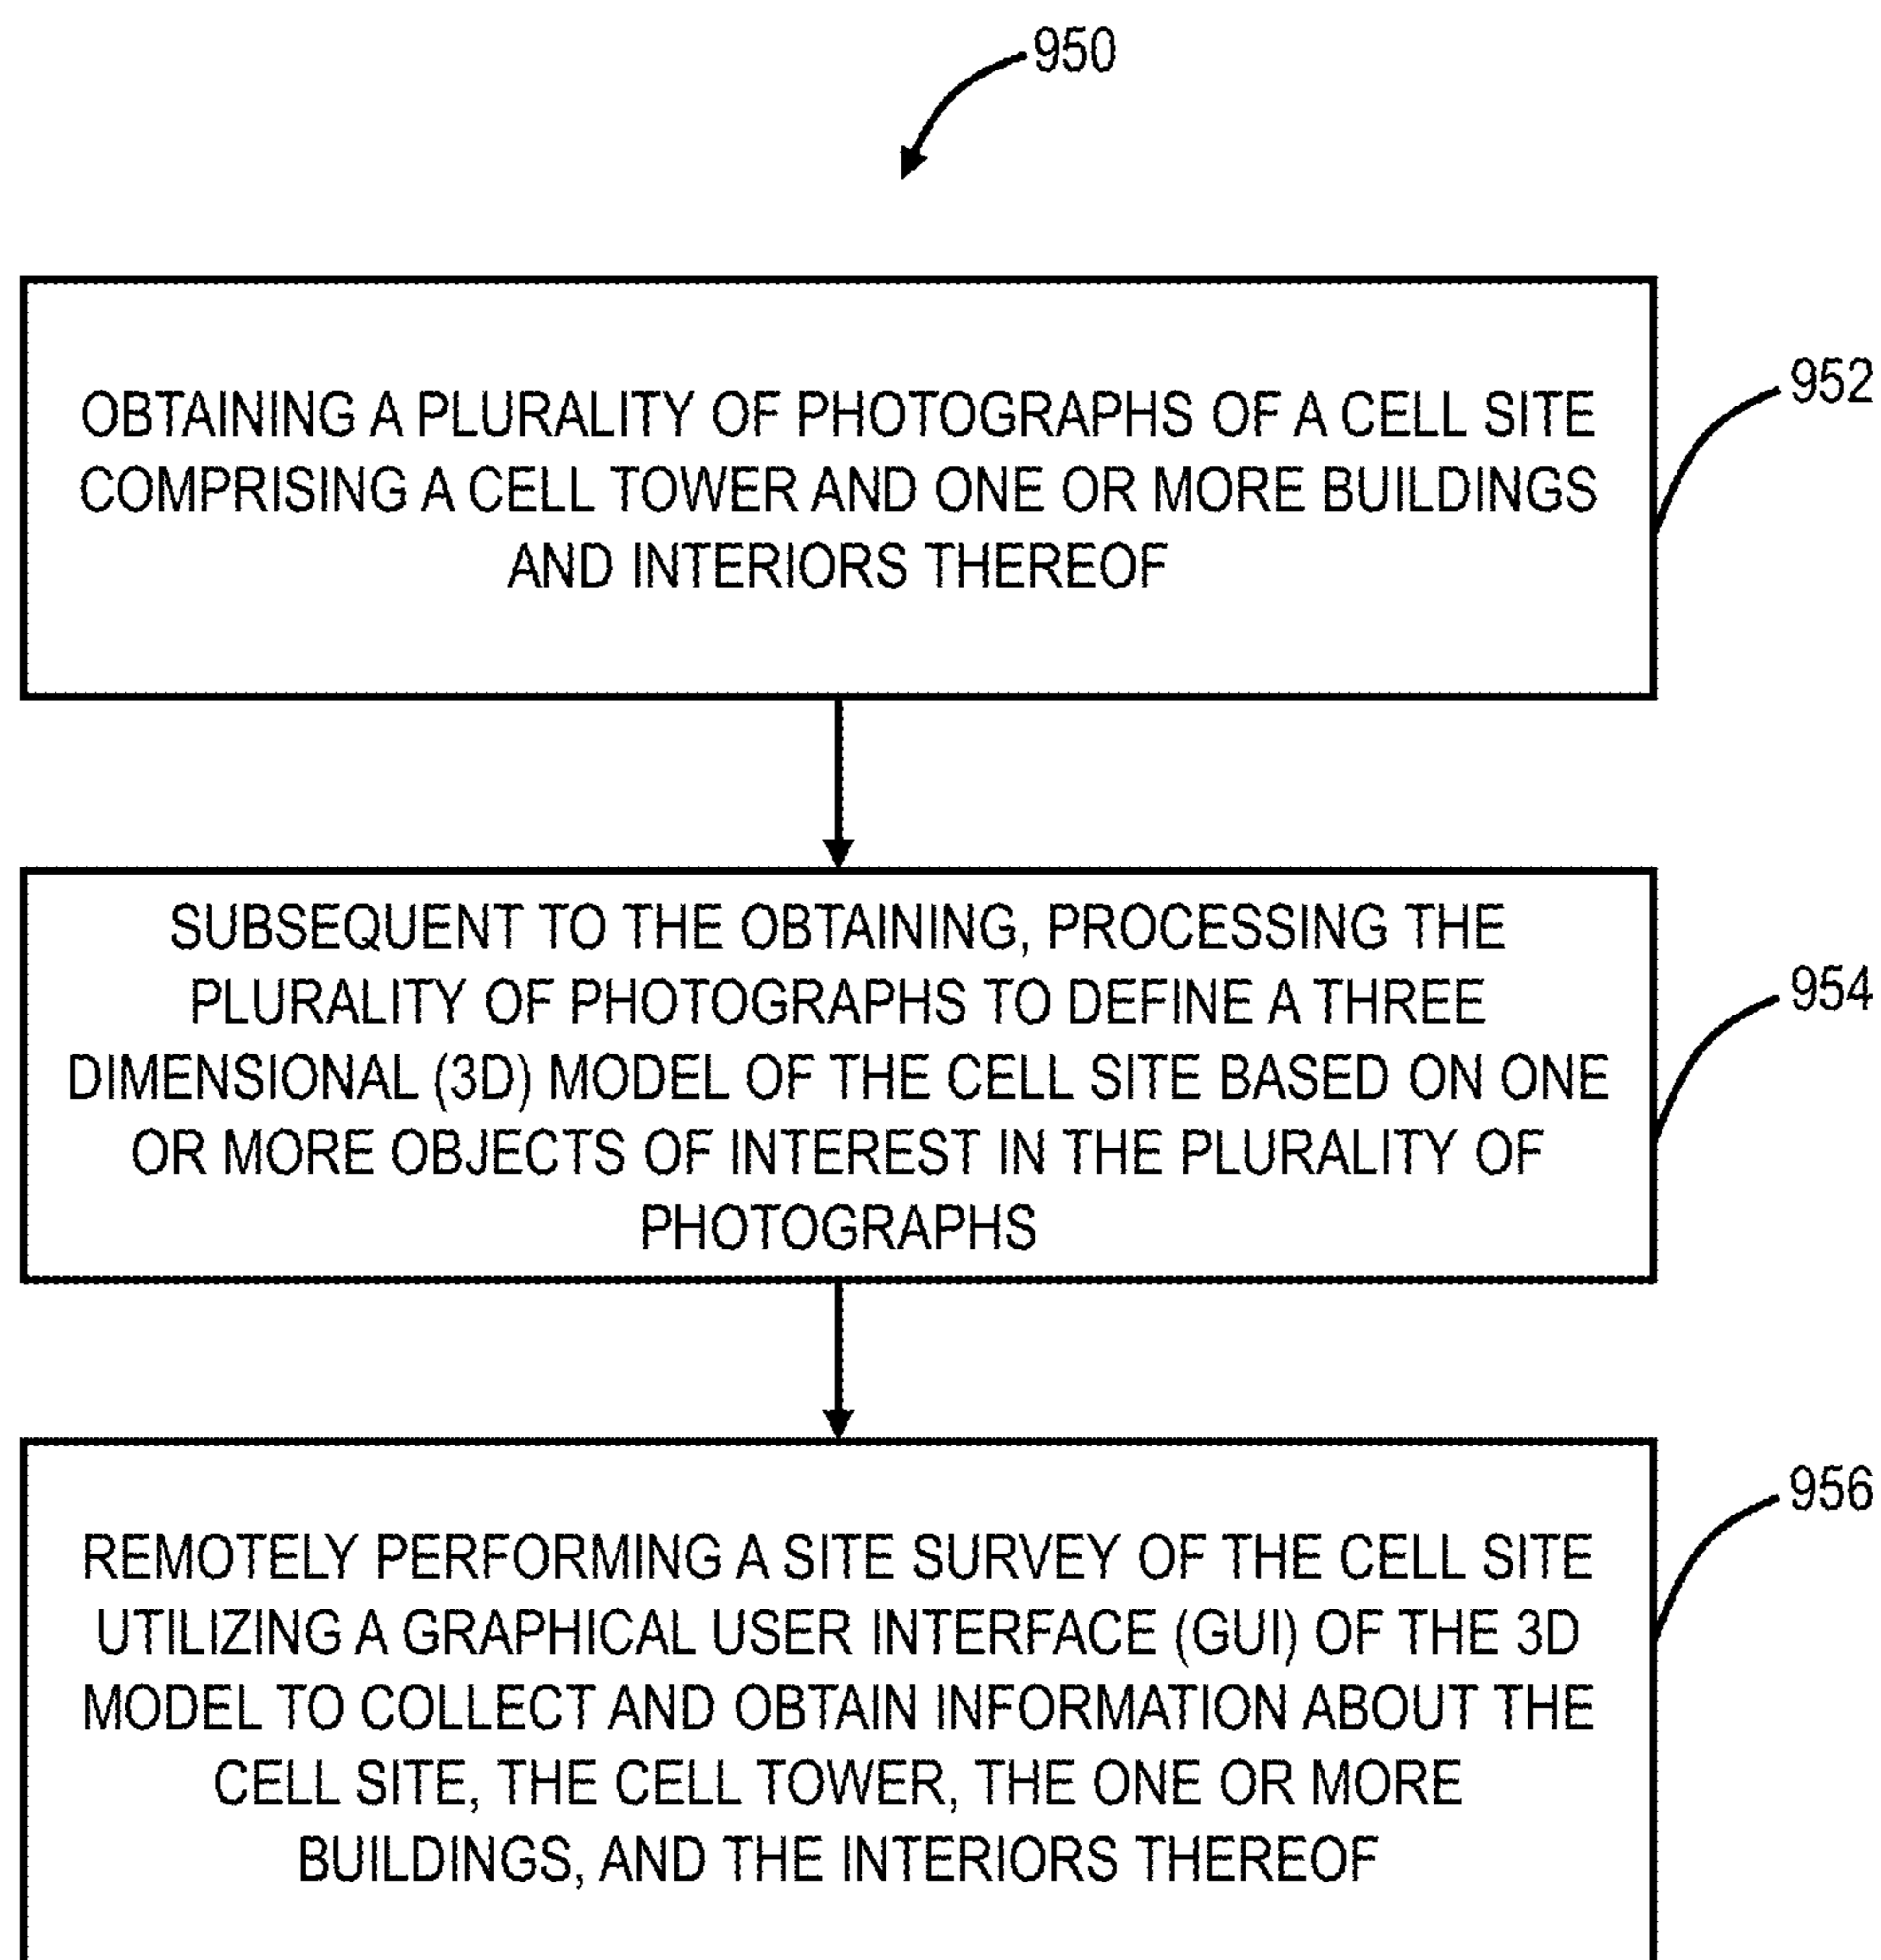 950
OBTAINING A PLURALITY OF PHOTOGRAPHS OF A CELL SITE
COMPRISING A CELL TOWER AND ONE OR MORE BUILDINGS
AND INTERIORS THEREOF
952
SUBSEQUENT TO THE OBTAINING, PROCESSING THE
PLURALITY OF PHOTOGRAPHS TO DEFINE A THREE
DIMENSIONAL (3D) MODEL OF THE CELL SITE BASED ON ONE
OR MORE OBJECTS OF INTEREST IN THE PLURALITY OF
PHOTOGRAPHS
954
REMOTELY PERFORMING A SITE SURVEY OF THE CELL SITE
UTILIZING A GRAPHICAL USER INTERFACE (GUI) OF THE 3D
MODEL TO COLLECT AND OBTAIN INFORMATION ABOUT THE
CELL SITE, THE CELL TOWER, THE ONE OR MORE
BUILDINGS, AND THE INTERIORS THEREOF
956